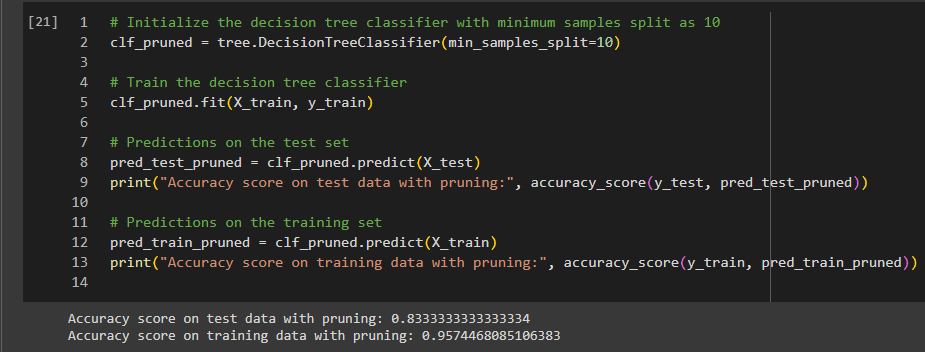 [21] 1 # Initialize the decision tree classifier with minimum samples split as 10
2 clf_pruned = tree.DecisionTreeClassifier(min_samples_split=10)
3
4 # Train the decision tree classifier
5 clf_pruned.fit(X_train, y_train)
6
7 # Predictions on the test set
8 pred_test_pruned = clf_pruned.predict(X_test)
9 print("Accuracy score on test data with pruning:", accuracy_score(y_test, pred_test_pruned))
10
11 # Predictions on the training set
12 pred_train_pruned = clf_pruned.predict(X_train)
13 print("Accuracy score on training data with pruning:", accuracy_score(y_train, pred_train_pruned))
14
Accuracy score on test data with pruning: 0.8333333333333334
Accuracy score on training data with pruning: 0.9574468085106383